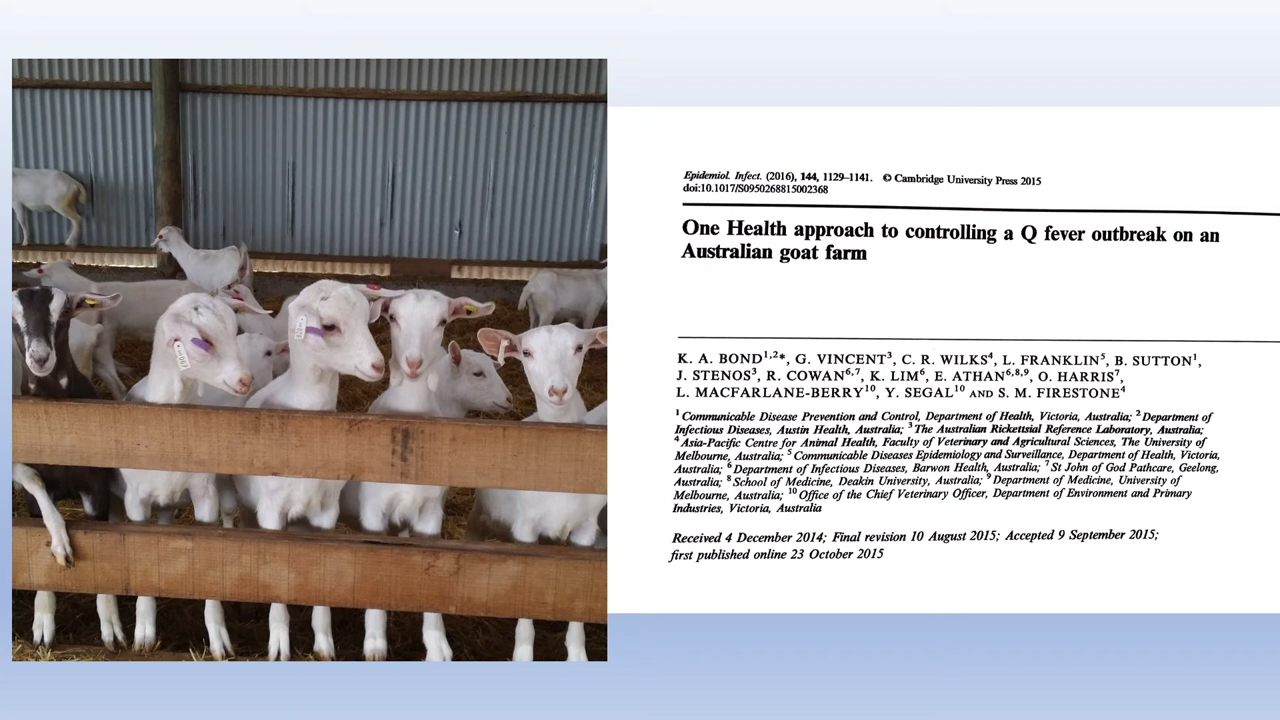 Epidemiol. Infect. (2016), 144, 1129–1141. © Cambridge University Press 2015
doi:10.1017/S0950268815002368
One Health approach to controlling a Q fever outbreak on an
Australian goat farm
K. A. BOND1,2*, G. VINCENT3, C. R. WILKS4, L. FRANKLIN5, B. SUTTON1,
J. STENOS3, R. COWAN6,7, K. LIM6, E. ATHAN6,8,9, O. HARRIS7,
L. MACFARLANE-BERRY10, Y. SEGAL10 AND S. M. FIRESTONE4
1 Communicable Disease Prevention and Control, Department of Health, Victoria, Australia; 2 Department of
Infectious Diseases, Austin Health, Australia; 3 The Australian Rickettsial Reference Laboratory, Australia;
4 Asia-Pacific Centre for Animal Health, Faculty of Veterinary and Agricultural Sciences, The University of
Melbourne, Australia; 5 Communicable Diseases Epidemiology and Surveillance, Department of Health, Victoria,
Australia; 6 Department of Infectious Diseases, Barwon Health, Australia; 7 St John of God Pathcare, Geelong,
Australia; 8 School of Medicine, Deakin University, Australia; 9 Department of Medicine, University of
Melbourne, Australia; 10 Office of the Chief Veterinary Officer, Department of Environment and Primary
Industries, Victoria, Australia
Received 4 December 2014; Final revision 10 August 2015; Accepted 9 September 2015;
first published online 23 October 2015